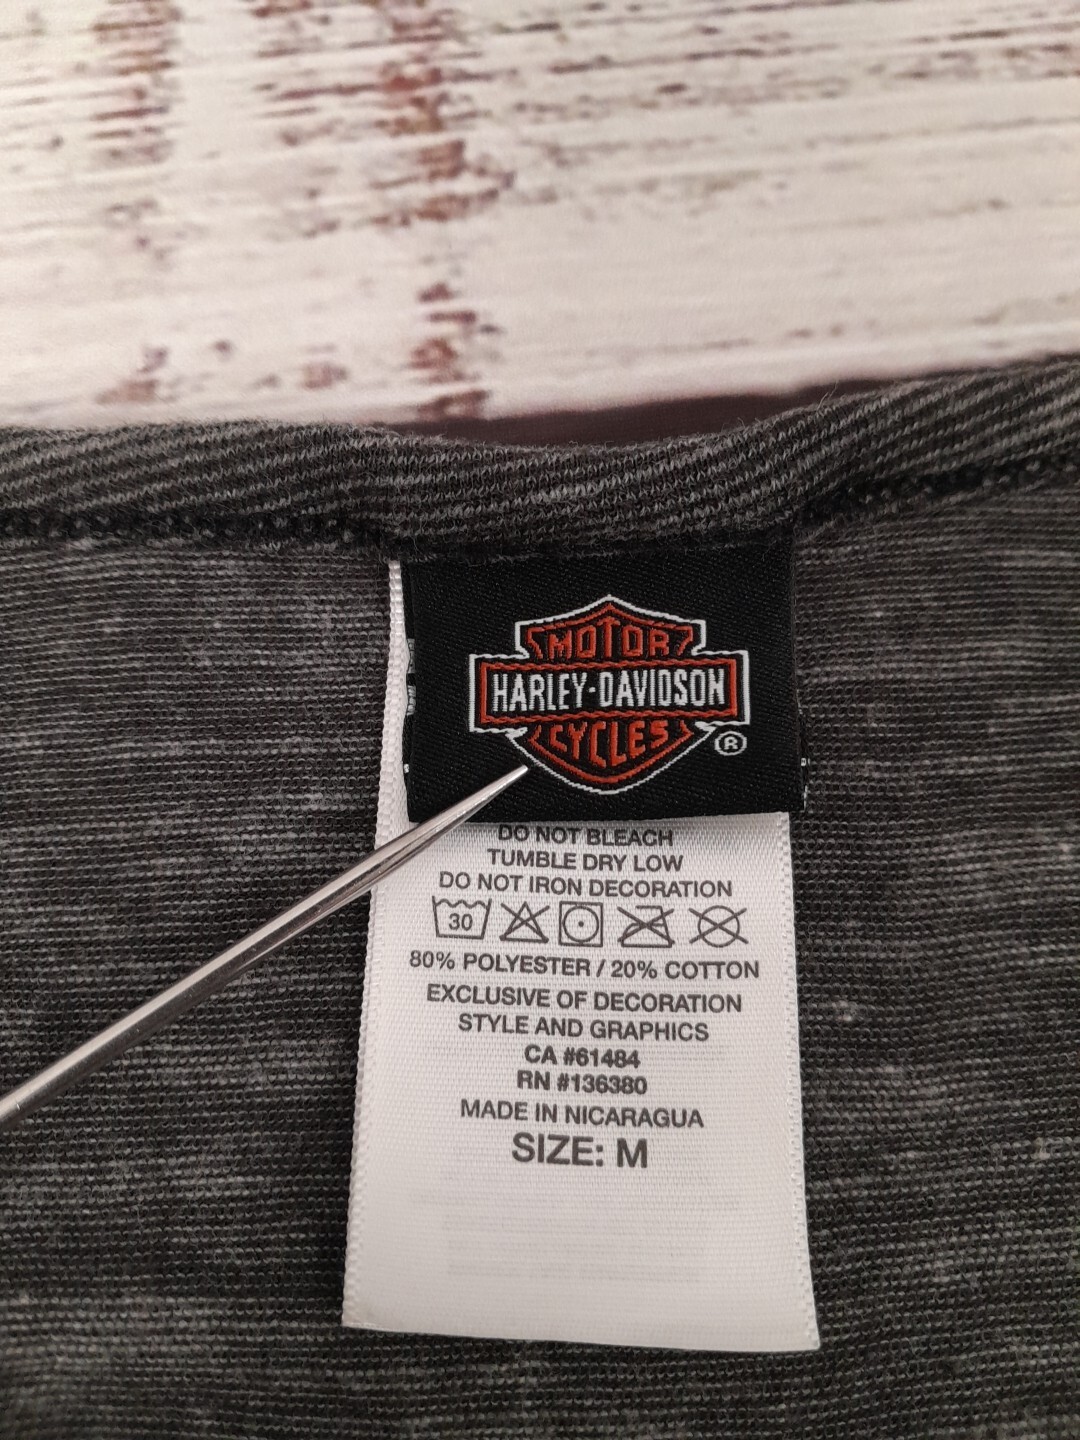 MOTOR
HARLEY-DAVIDSON
CYCLES
®
DO NOT BLEACH
TUMBLE DRY LOW
DO NOT IRON DECORATION
30
80% POLYESTER / 20% COTTON
EXCLUSIVE OF DECORATION
STYLE AND GRAPHICS
CA #61484
RN #136380
MADE IN NICARAGUA
SIZE: M